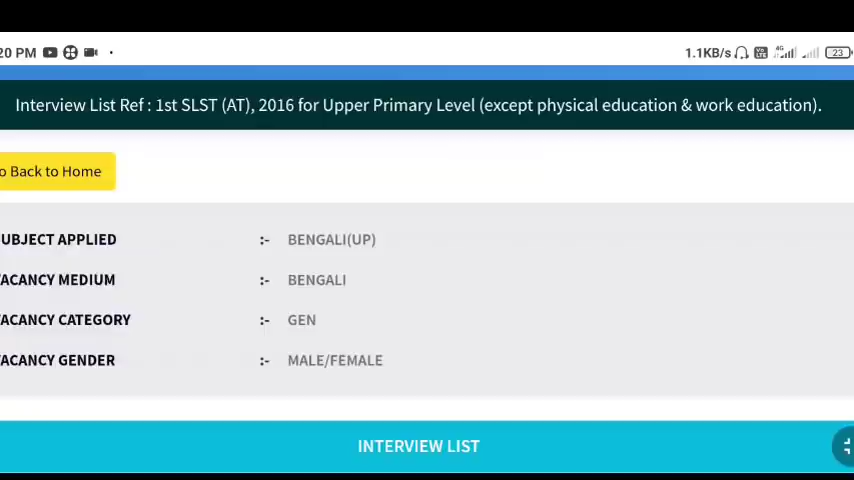 20 PM
1.1KB/s 4G 23
Interview List Ref : 1st SLST (AT), 2016 for Upper Primary Level (except physical education & work education).
o Back to Home
UBJECT APPLIED :- BENGALI(UP)
ACANCY MEDIUM :- BENGALI
ACANCY CATEGORY :- GEN
ACANCY GENDER :- MALE/FEMALE
INTERVIEW LIST